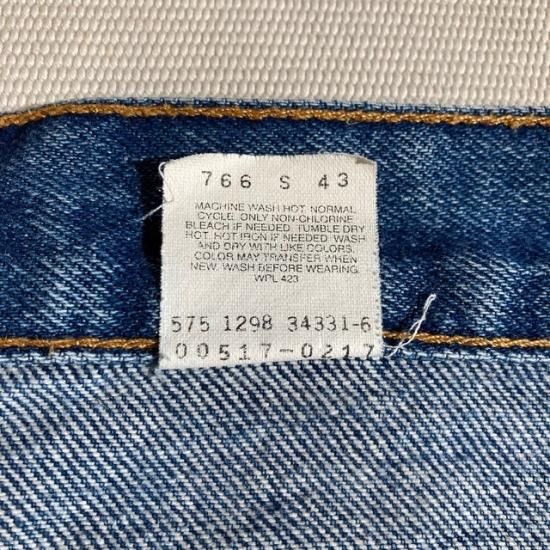 766 S 43
MACHINE WASH HOT, NORMAL
CYCLE. ONLY NON-CHLORINE
BLEACH IF NEEDED. TUMBLE DRY
HOT, HOT IRON IF NEEDED. WASH
AND DRY WITH LIKE COLORS.
COLOR MAY TRANSFER WHEN
NEW. WASH BEFORE WEARING.
WPL 423
575 1298 34331-6
00517-0217